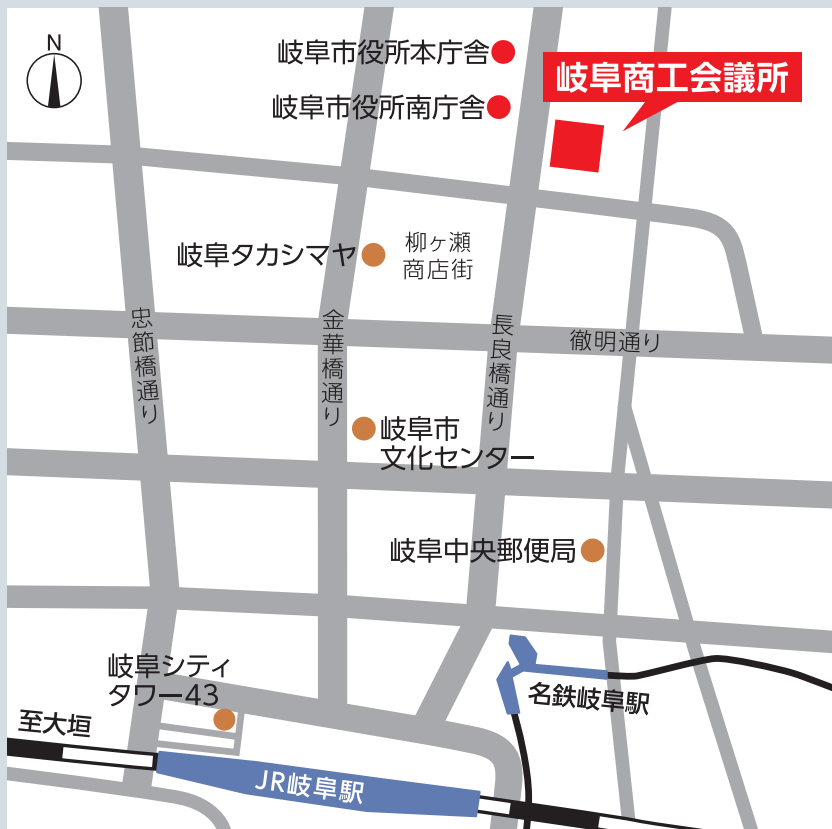 N
岐阜市役所本庁舎
岐阜商工会議所
岐阜市役所南庁舎
岐阜タカシマヤ
柳ヶ瀬
商店街
忠節橋通り
金華橋通り
長良橋通り
徹明通り
岐阜市
文化センター
岐阜中央郵便局
岐阜シティ
タワー43
名鉄岐阜駅
至大垣
JR岐阜駅